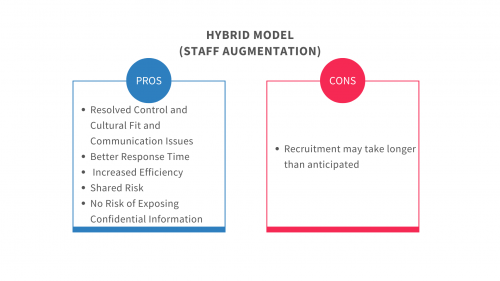 HYBRID MODEL
(STAFF AUGMENTATION)
PROS
• Resolved Control and
Cultural Fit and
Communication Issues
• Better Response Time
• Increased Efficiency
• Shared Risk
• No Risk of Exposing
Confidential Information
CONS
• Recruitment may take longer
than anticipated